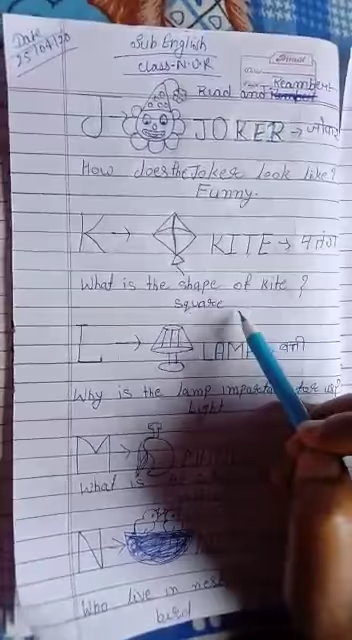 Date
25/04/20
Sub English
Class-N.U.R
Read and Reamber
J → JOKER → जोकर
How does the Joker look like?
Funny.
K → KITE → पतंग
What is the shape of Kite?
square
L → LAMP बत्ती
Why is the lamp important for us?
Light
M →
What is
N →
Who live in nest
bird